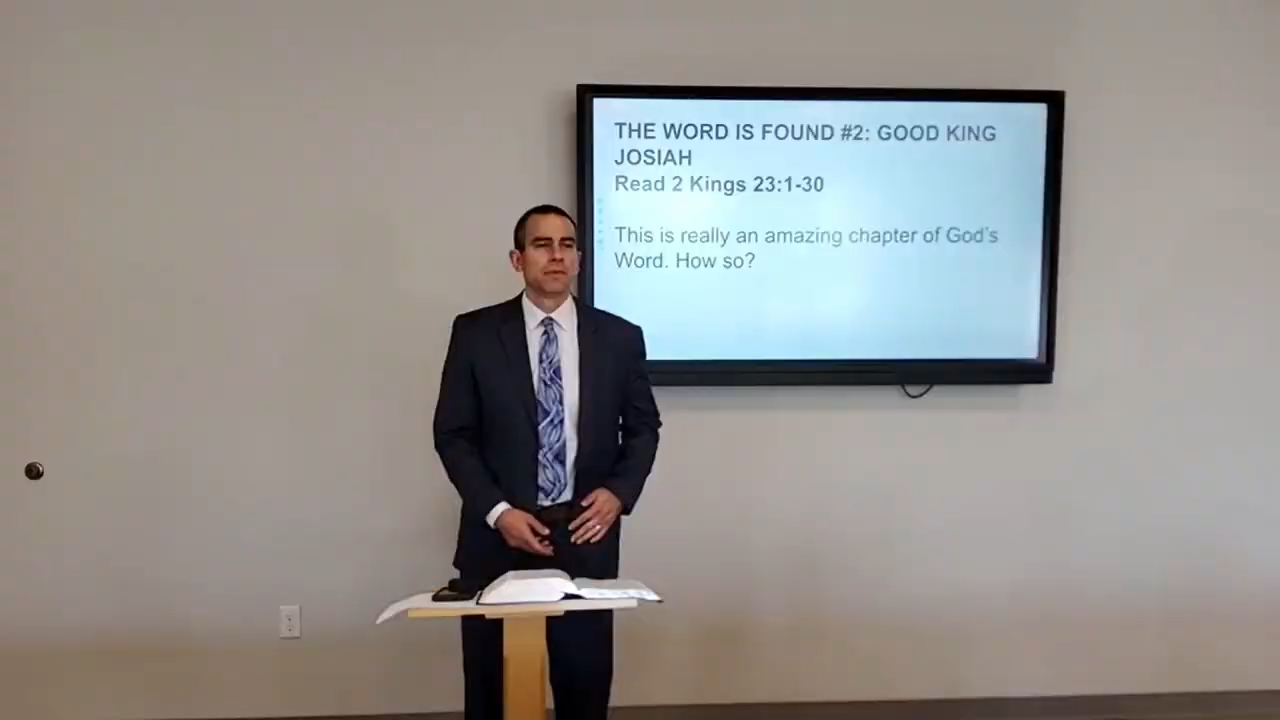 THE WORD IS FOUND #2: GOOD KING
JOSIAH
Read 2 Kings 23:1-30
This is really an amazing chapter of God's
Word. How so?